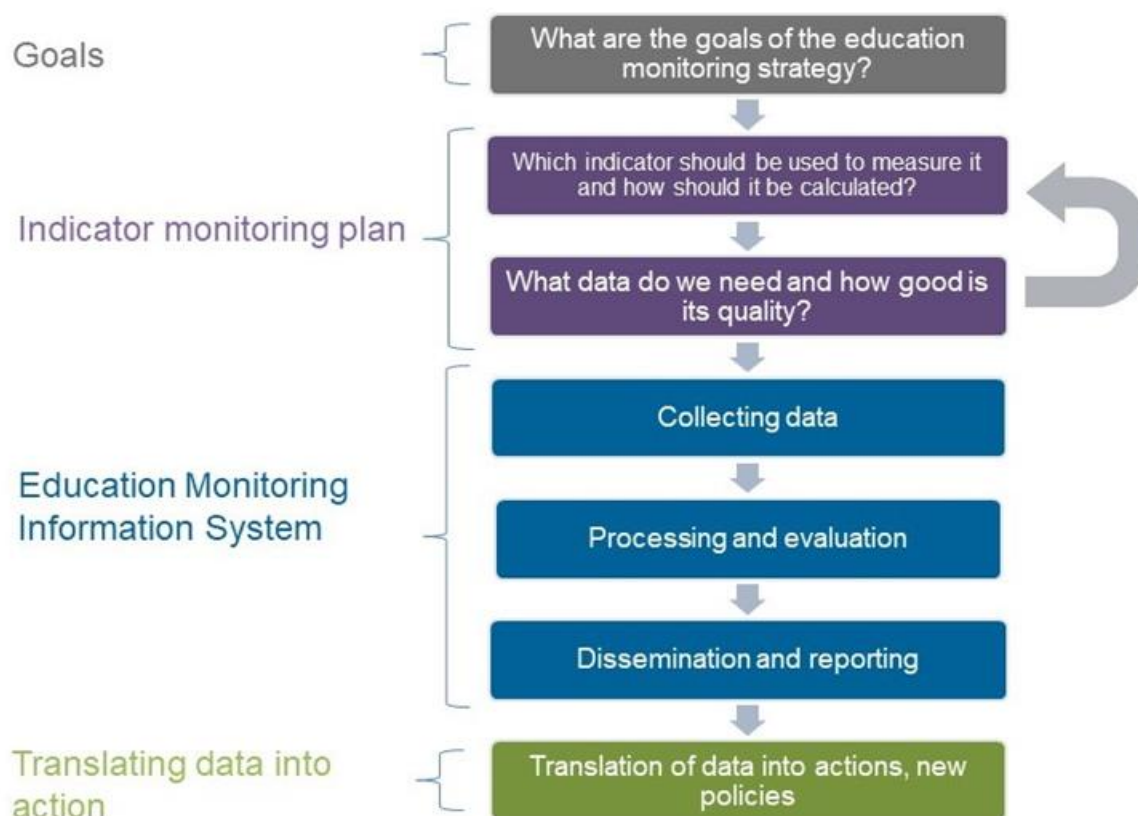 Goals
What are the goals of the education
monitoring strategy?
Indicator monitoring plan
Which indicator should be used to measure it
and how should it be calculated?
What data do we need and how good is
its quality?
Education Monitoring
Information System
Collecting data
Processing and evaluation
Dissemination and reporting
Translating data into
action
Translation of data into actions, new
policies